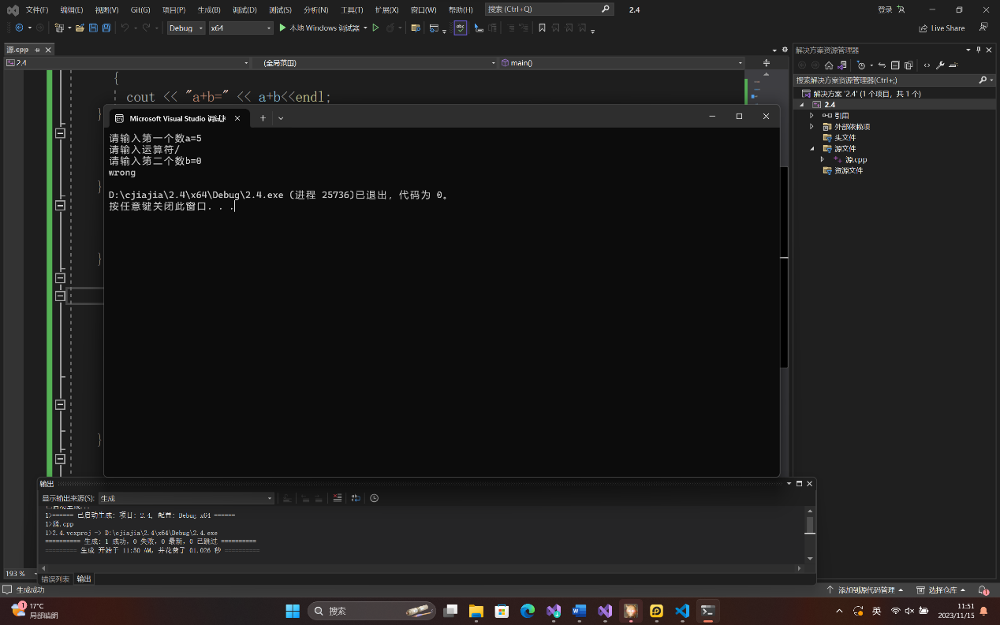 文件(F) 编辑(E) 视图(V) Git(G) 项目(P) 生成(B) 调试(D) 测试(S) 分析(N) 工具(T) 扩展(X) 窗口(W) 帮助(H) 搜索 (Ctrl+Q) 2.4 登录
Debug x64 本地 Windows 调试器 Live Share
源.cpp
2.4 (全局范围) main()
{
cout << "a+b=" << a+b<<endl;
}
}
}
}
Microsoft Visual Studio 调试
请输入第一个数a=5
请输入运算符/
请输入第二个数b=0
wrong
D:\cjiajia\2.4\x64\Debug\2.4.exe (进程 25736)已退出，代码为 0。
按任意键关闭此窗口. . .
解决方案资源管理器
搜索解决方案资源管理器(Ctrl+;)
解决方案 '2.4' (1 个项目，共 1 个)
2.4
引用
外部依赖项
头文件
源文件
源.cpp
资源文件
输出
显示输出来源(S): 生成
1>------ 已启动生成: 项目: 2.4, 配置: Debug x64 ------
1>源.cpp
1>2.4.vcxproj -> D:\cjiajia\2.4\x64\Debug\2.4.exe
========== 生成: 1 成功，0 失败，0 最新，0 已跳过 ==========
========== 生成 开始于 11:50 AM，并花费了 01.026 秒 ==========
193 %
错误列表 输出
生成成功 添加到源代码管理 选择仓库 1
1 17°C
局部晴朗
搜索
英
11:51
2023/11/15